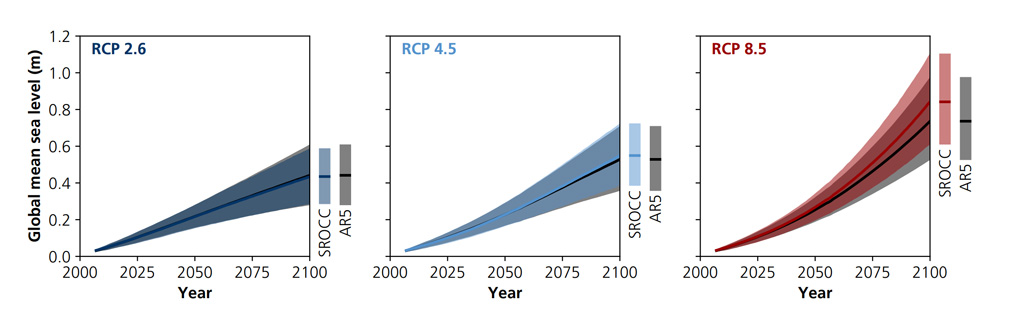 Global mean sea level (m)
1.2
1.0
0.8
0.6
0.4
0.2
0.0
RCP 2.6
2000 2025 2050 2075 2100
Year
SROCC
AR5
RCP 4.5
2000 2025 2050 2075 2100
Year
SROCC
AR5
RCP 8.5
2000 2025 2050 2075 2100
Year
SROCC
AR5